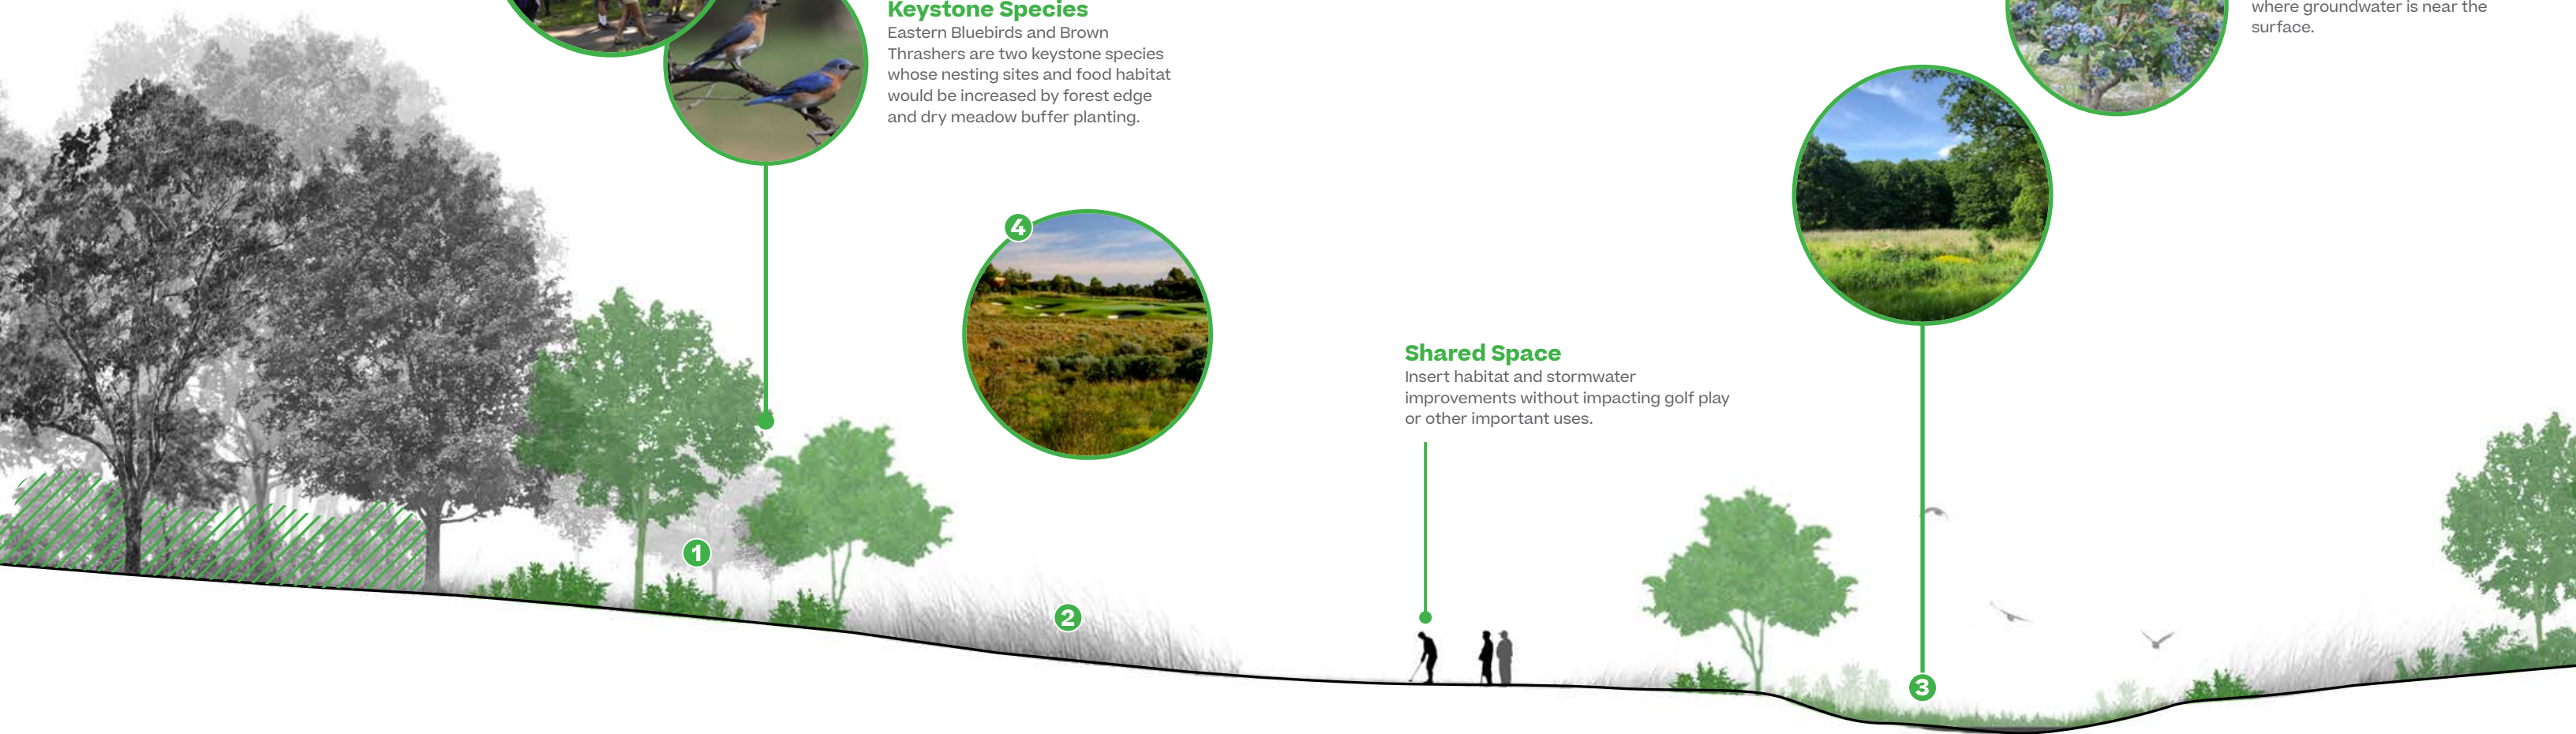 Keystone Species
Eastern Bluebirds and Brown
Thrashers are two keystone species
whose nesting sites and food habitat
would be increased by forest edge
and dry meadow buffer planting.
where groundwater is near the
surface.
4
Shared Space
Insert habitat and stormwater
improvements without impacting golf play
or other important uses.
1
2
3